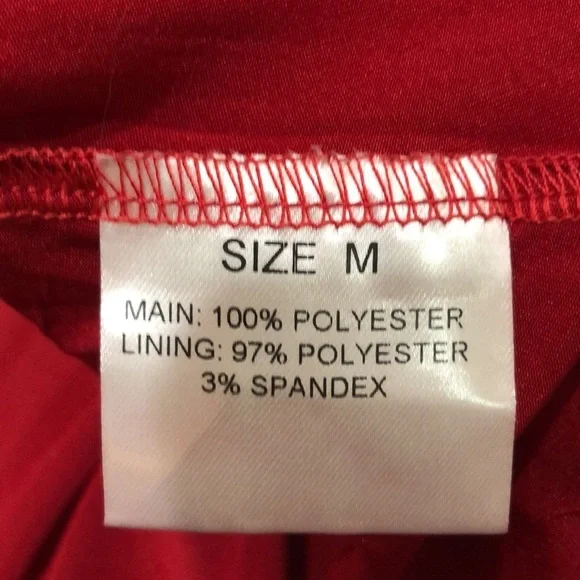 SIZE M
MAIN: 100% POLYESTER
LINING: 97% POLYESTER
3% SPANDEX